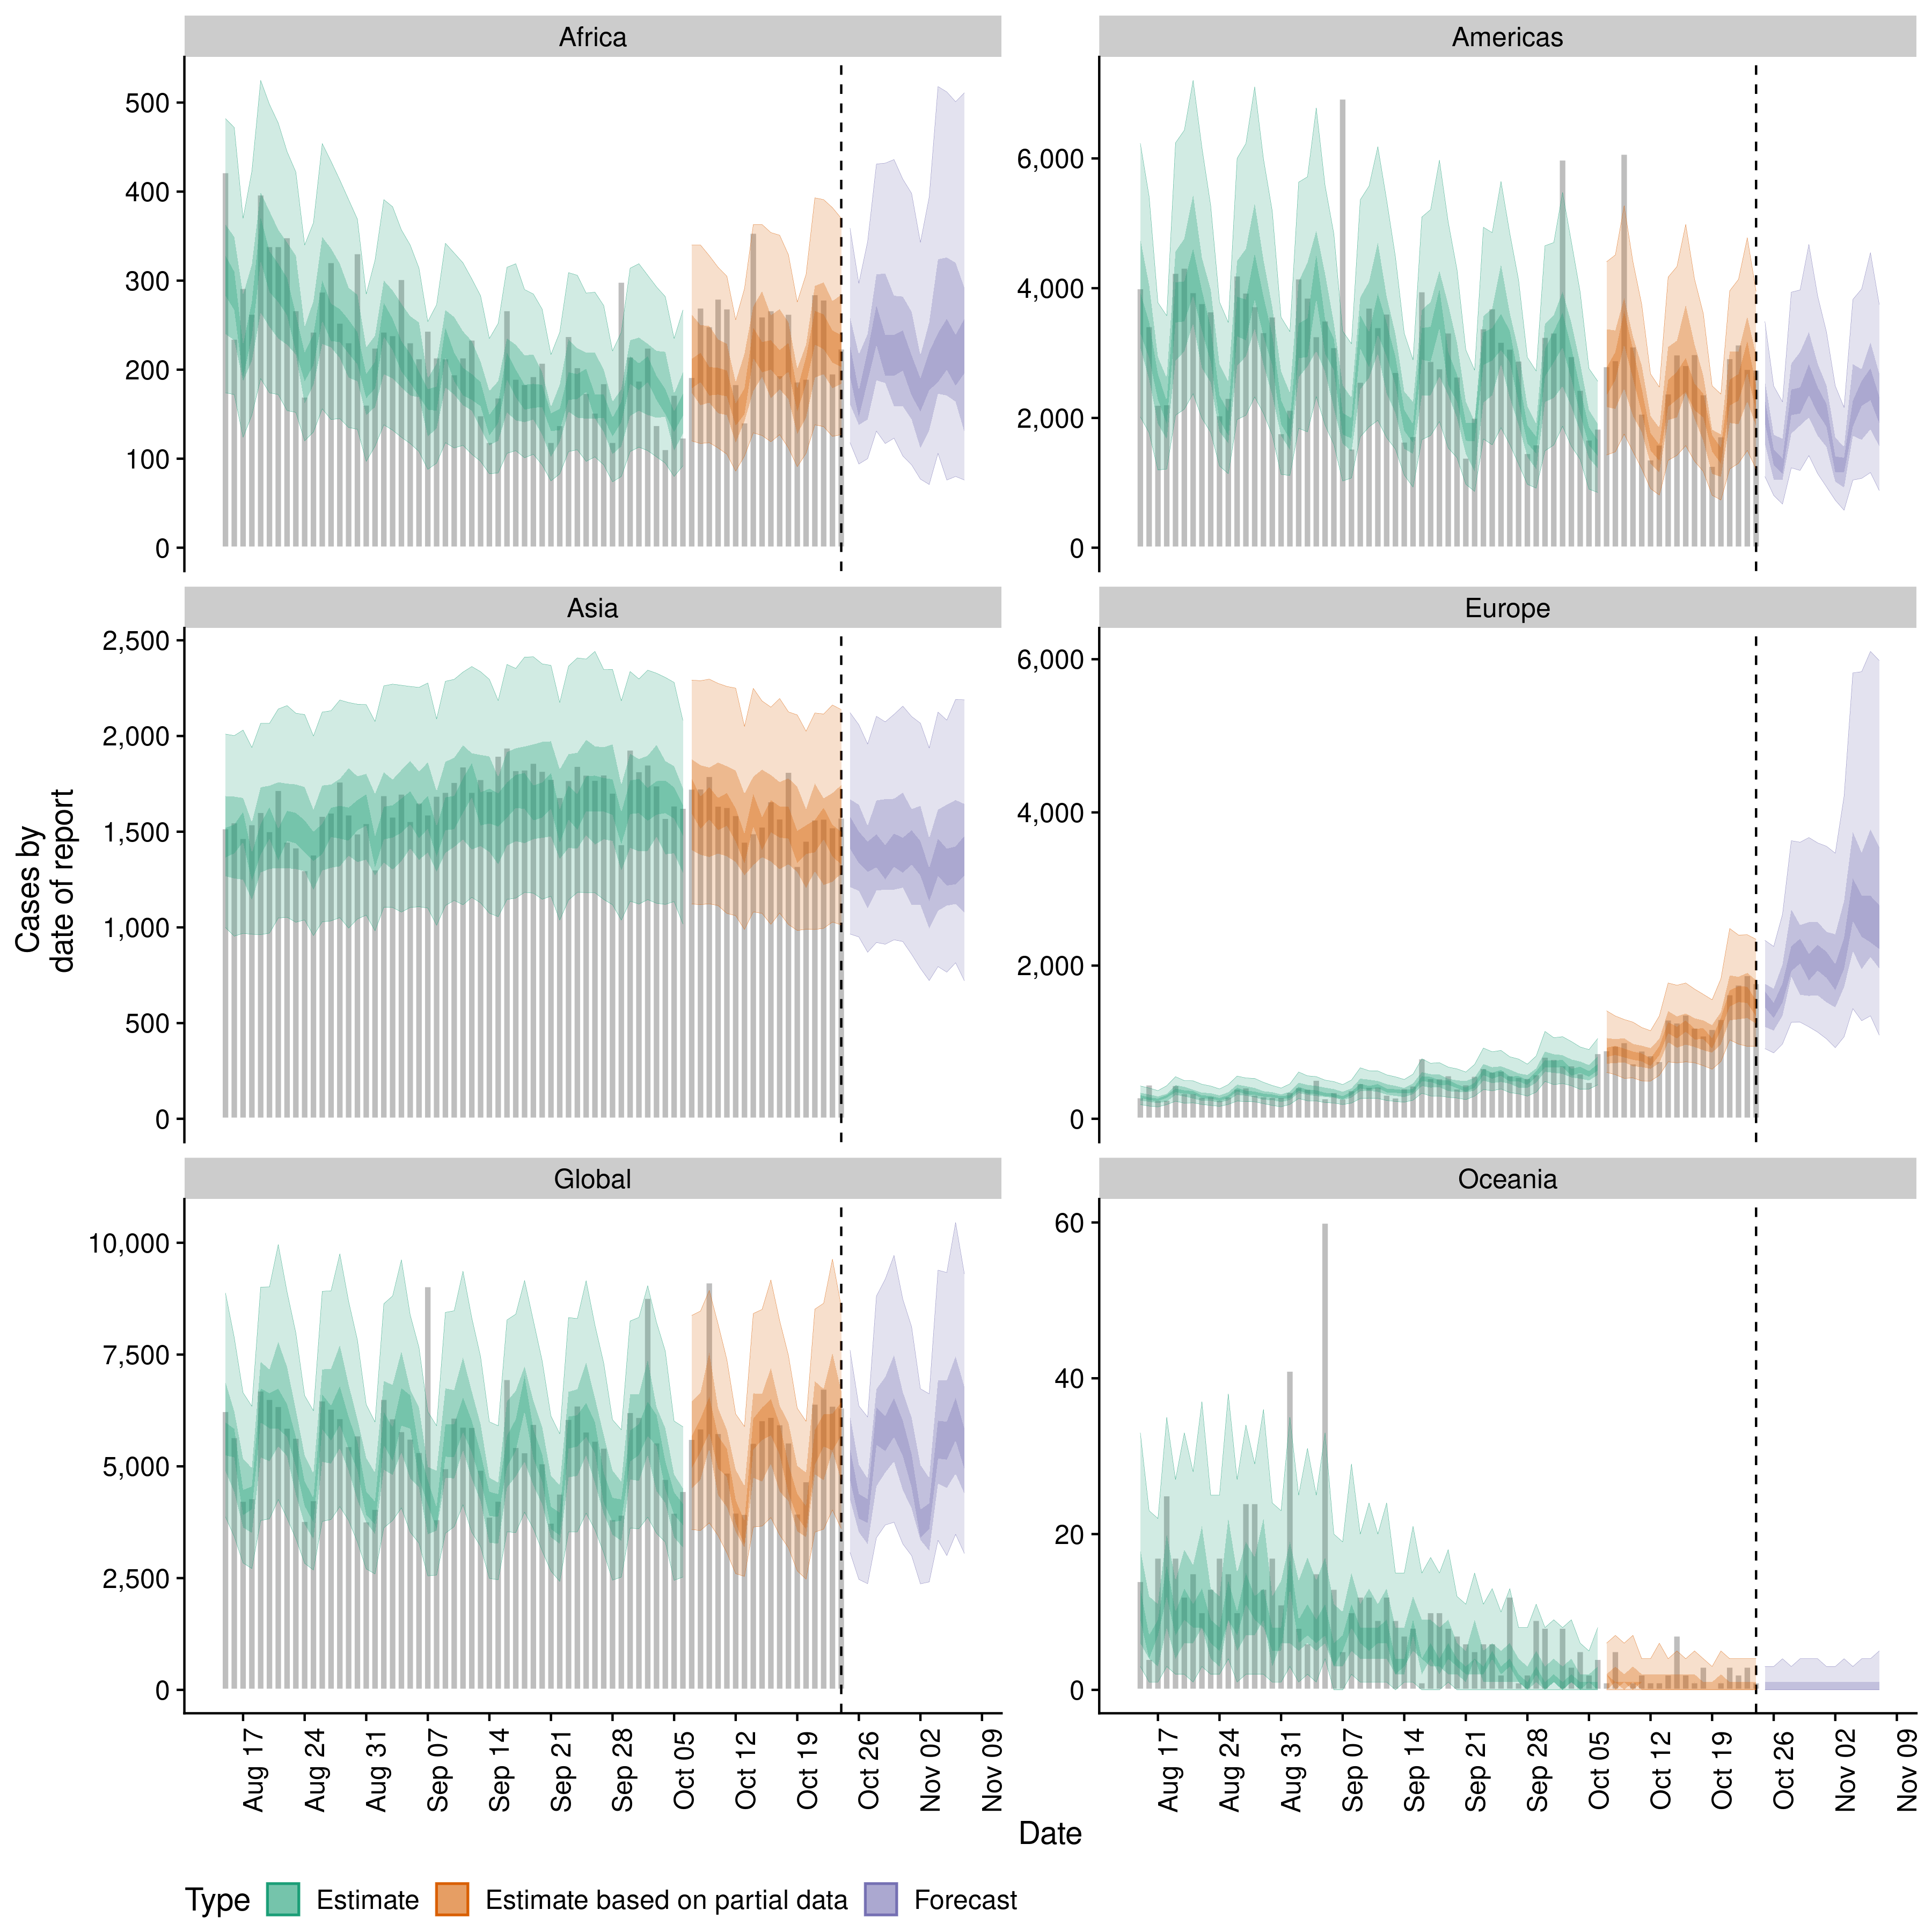 Africa
Americas
500
400
300
200
100
0
6,000
4,000
2,000
0
Asia
Europe
2,500
2,000
1,500
1,000
500
0
6,000
4,000
2,000
0
Cases by
date of report
Global
Oceania
10,000
7,500
5,000
2,500
0
60
40
20
0
Aug 17
Aug 24
Aug 31
Sep 07
Sep 14
Sep 21
Sep 28
Oct 05
Oct 12
Oct 19
Oct 26
Nov 02
Nov 09
Aug 17
Aug 24
Aug 31
Sep 07
Sep 14
Sep 21
Sep 28
Oct 05
Oct 12
Oct 19
Oct 26
Nov 02
Nov 09
Date
Type Estimate Estimate based on partial data Forecast